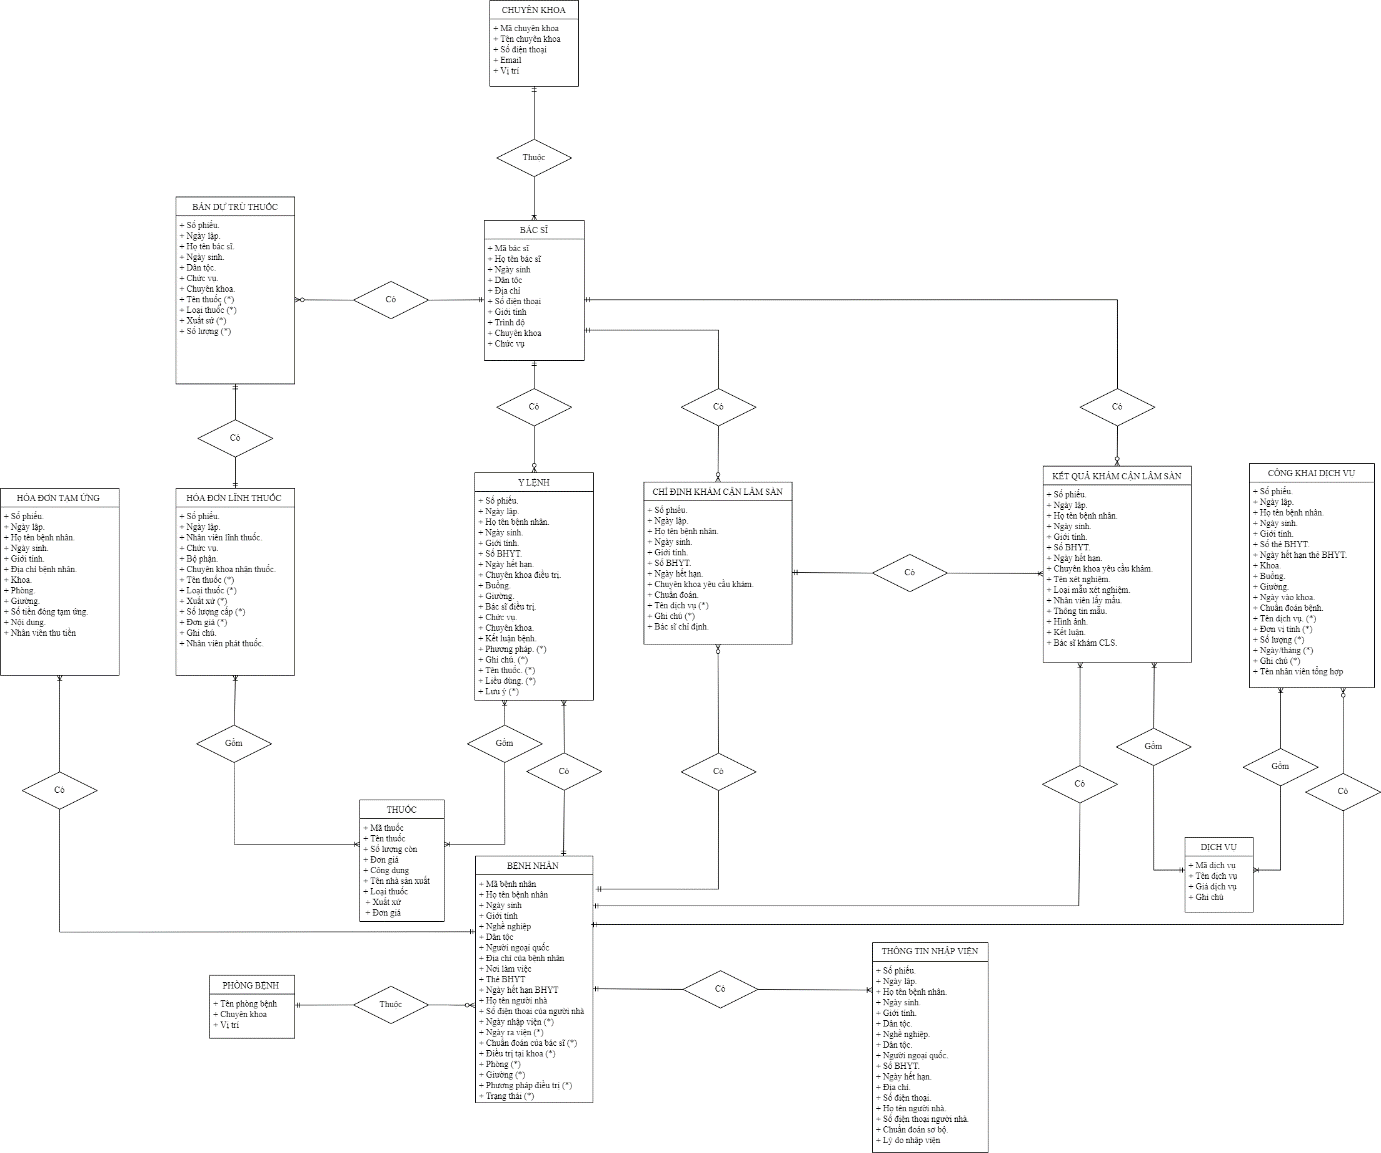 CHUYÊN KHOA
+ Mã chuyên khoa
+ Tên chuyên khoa
+ Số điện thoại
+ Email
+ Vị trí
Thuộc
BẢN DỰ TRÙ THUỐC
+ Số phiếu.
+ Ngày lập.
+ Họ tên bác sĩ.
+ Ngày sinh.
+ Dân tộc.
+ Chức vụ.
+ Chuyên khoa.
+ Tên thuốc (*)
+ Loại thuốc (*)
+ Xuất sứ (*)
+ Số lượng (*)
Có
BÁC SĨ
+ Mã bác sĩ
+ Họ tên bác sĩ
+ Ngày sinh
+ Dân tộc
+ Địa chỉ
+ Số điện thoại
+ Giới tính
+ Trình độ
+ Chuyên khoa
+ Chức vụ
Có
Có
Có
Có
HÓA ĐƠN TẠM ỨNG
+ Số phiếu.
+ Ngày lập.
+ Họ tên bệnh nhân.
+ Ngày sinh.
+ Giới tính.
+ Địa chỉ bệnh nhân.
+ Khoa.
+ Phòng.
+ Giường.
+ Số tiền đóng tạm ứng.
+ Nội dung.
+ Nhân viên thu tiền
HÓA ĐƠN LĨNH THUỐC
+ Số phiếu.
+ Ngày lập.
+ Nhân viên lĩnh thuốc.
+ Chức vụ.
+ Bộ phận.
+ Chuyên khoa nhận thuốc.
+ Tên thuốc (*)
+ Loại thuốc (*)
+ Xuất xứ (*)
+ Số lượng cấp (*)
+ Đơn giá (*)
+ Ghi chú.
+ Nhân viên phát thuốc.
Y LỆNH
+ Số phiếu.
+ Ngày lập.
+ Họ tên bệnh nhân.
+ Ngày sinh.
+ Giới tính.
+ Số BHYT.
+ Ngày hết hạn.
+ Chuyên khoa điều trị.
+ Buồng.
+ Giường.
+ Bác sĩ điều trị.
+ Chức vụ.
+ Chuyên khoa.
+ Kết luận bệnh.
+ Phương pháp. (*)
+ Ghi chú. (*)
+ Tên thuốc. (*)
+ Liều dùng. (*)
+ Lưu ý (*)
CHỈ ĐỊNH KHÁM CẬN LÂM SÀN
+ Số phiếu.
+ Ngày lập.
+ Họ tên bệnh nhân.
+ Ngày sinh.
+ Giới tính.
+ Số BHYT.
+ Ngày hết hạn.
+ Chuyên khoa yêu cầu khám.
+ Chuẩn đoán.
+ Tên dịch vụ (*)
+ Ghi chú (*)
+ Bác sĩ chỉ định.
Có
KẾT QUẢ KHÁM CẬN LÂM SÀN
+ Số phiếu.
+ Ngày lập.
+ Họ tên bệnh nhân.
+ Ngày sinh.
+ Giới tính.
+ Số BHYT.
+ Ngày hết hạn.
+ Chuyên khoa yêu cầu khám.
+ Tên xét nghiệm.
+ Loại mẫu xét nghiệm.
+ Nhân viên lấy mẫu.
+ Thông tin mẫu.
+ Hình ảnh.
+ Kết luận.
+ Bác sĩ khám CLS.
CÔNG KHAI DỊCH VỤ
+ Số phiếu.
+ Ngày lập.
+ Họ tên bệnh nhân.
+ Ngày sinh.
+ Giới tính.
+ Số thẻ BHYT.
+ Ngày hết hạn thẻ BHYT.
+ Khoa.
+ Buồng.
+ Giường.
+ Ngày vào khoa.
+ Chuẩn đoán bệnh.
+ Tên dịch vụ. (*)
+ Đơn vị tính (*)
+ Số lượng (*)
+ Ngày/tháng (*)
+ Ghi chú (*)
+ Tên nhân viên tổng hợp
Có
Gồm
Gồm
Có
Có
Có
Gồm
Gồm
Có
THUỐC
+ Mã thuốc
+ Tên thuốc
+ Số lượng còn
+ Đơn giá
+ Công dụng
+ Tên nhà sản xuất
+ Loại thuốc
+ Xuất xứ
+ Đơn giá
DỊCH VỤ
+ Mã dịch vụ
+ Tên dịch vụ
+ Giá dịch vụ
+ Ghi chú
BỆNH NHÂN
+ Mã bệnh nhân
+ Họ tên bệnh nhân
+ Ngày sinh
+ Giới tính
+ Nghề nghiệp
+ Dân tộc
+ Người ngoại quốc
+ Địa chỉ của bệnh nhân
+ Nơi làm việc
+ Thẻ BHYT
+ Ngày hết hạn BHYT
+ Họ tên người nhà
+ Số điện thoại của người nhà
+ Ngày nhập viện (*)
+ Ngày ra viện (*)
+ Chuẩn đoán của bác sĩ (*)
+ Điều trị tại khoa (*)
+ Phòng (*)
+ Giường (*)
+ Phương pháp điều trị (*)
+ Trạng thái (*)
PHÒNG BỆNH
+ Tên phòng bệnh
+ Chuyên khoa
+ Vị trí
Thuộc
Có
THÔNG TIN NHẬP VIỆN
+ Số phiếu.
+ Ngày lập.
+ Họ tên bệnh nhân.
+ Ngày sinh.
+ Giới tính.
+ Dân tộc.
+ Nghề nghiệp.
+ Dân tộc.
+ Người ngoại quốc.
+ Số BHYT.
+ Ngày hết hạn.
+ Địa chỉ.
+ Số điện thoại.
+ Họ tên người nhà.
+ Số điện thoại người nhà.
+ Chuẩn đoán sơ bộ.
+ Lý do nhập viện